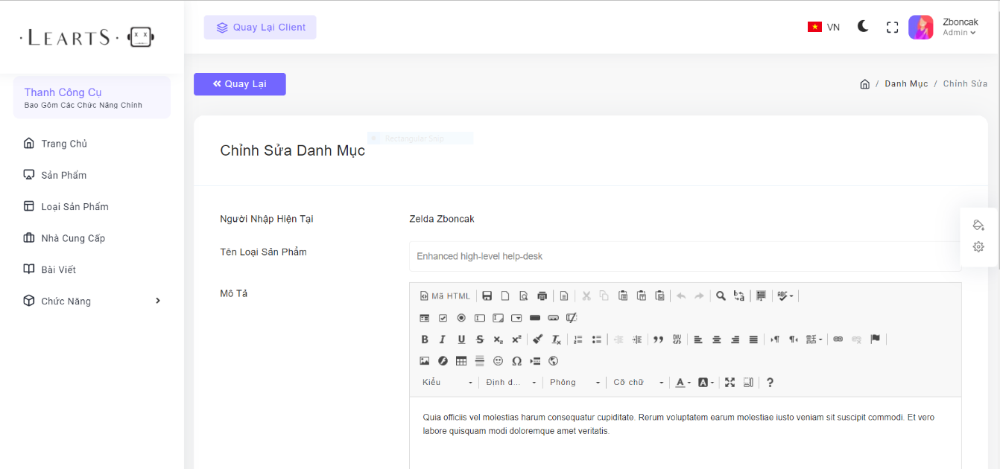 · LEARTS ·
Quay Lại Client
VN
Zboncak
Admin
Quay Lại
/ Danh Mục / Chỉnh Sửa
Thanh Công Cụ
Bao Gồm Các Chức Năng Chính
Trang Chủ
Sản Phẩm
Loại Sản Phẩm
Nhà Cung Cấp
Bài Viết
Chức Năng
Rectangular Snip
Chỉnh Sửa Danh Mục
Người Nhập Hiện Tại
Zelda Zboncak
Tên Loại Sản Phẩm
Enhanced high-level help-desk
Mô Tả
Mã HTML
Kiểu Định d... Phông Cỡ chữ
Quia officiis vel molestias harum consequatur cupiditate. Rerum voluptatem earum molestiae iusto veniam sit suscipit commodi. Et vero
labore quisquam modi doloremque amet veritatis.